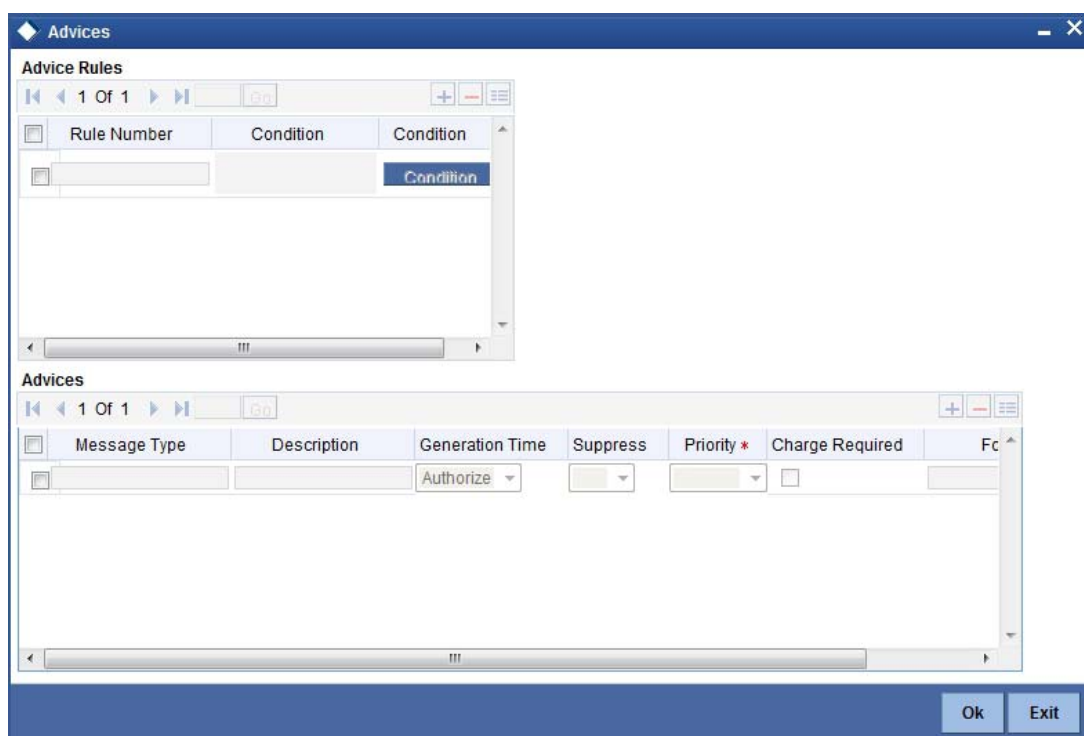 Advices
Advice Rules
1 Of 1 Go
Rule Number Condition Condition
Condition
Advices
1 Of 1 Go
Message Type Description Generation Time Suppress Priority * Charge Required
Authorize
Ok Exit